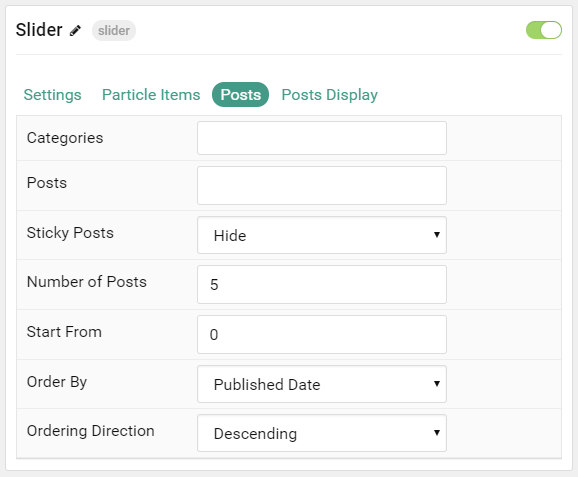 Slider slider
Settings Particle Items Posts Posts Display
Categories
Posts
Sticky Posts Hide
Number of Posts 5
Start From 0
Order By Published Date
Ordering Direction Descending